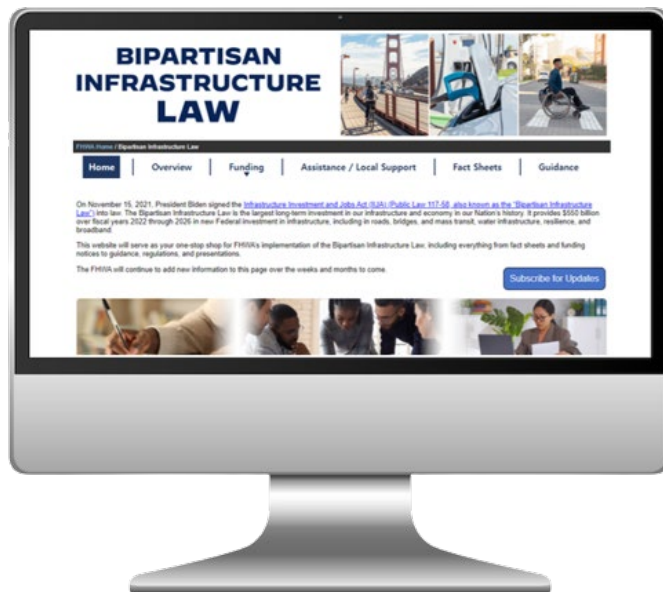 BIPARTISAN
INFRASTRUCTURE
LAW
FHWA Home / Bipartisan Infrastructure Law
Home | Overview | Funding | Assistance / Local Support | Fact Sheets | Guidance
On November 15, 2021, President Biden signed the Infrastructure Investment and Jobs Act (IIJA) (Public Law 117-58, also known as the "Bipartisan Infrastructure
Law") into law. The Bipartisan Infrastructure Law is the largest long-term investment in our infrastructure and economy in our Nation's history. It provides $550 billion
over fiscal years 2022 through 2026 in new Federal investment in infrastructure, including in roads, bridges, and mass transit, water infrastructure, resilience, and
broadband.
This website will serve as your one-stop shop for FHWA's implementation of the Bipartisan Infrastructure Law, including everything from fact sheets and funding
notices to guidance, regulations, and presentations.
The FHWA will continue to add new information to this page over the weeks and months to come.
Subscribe for Updates